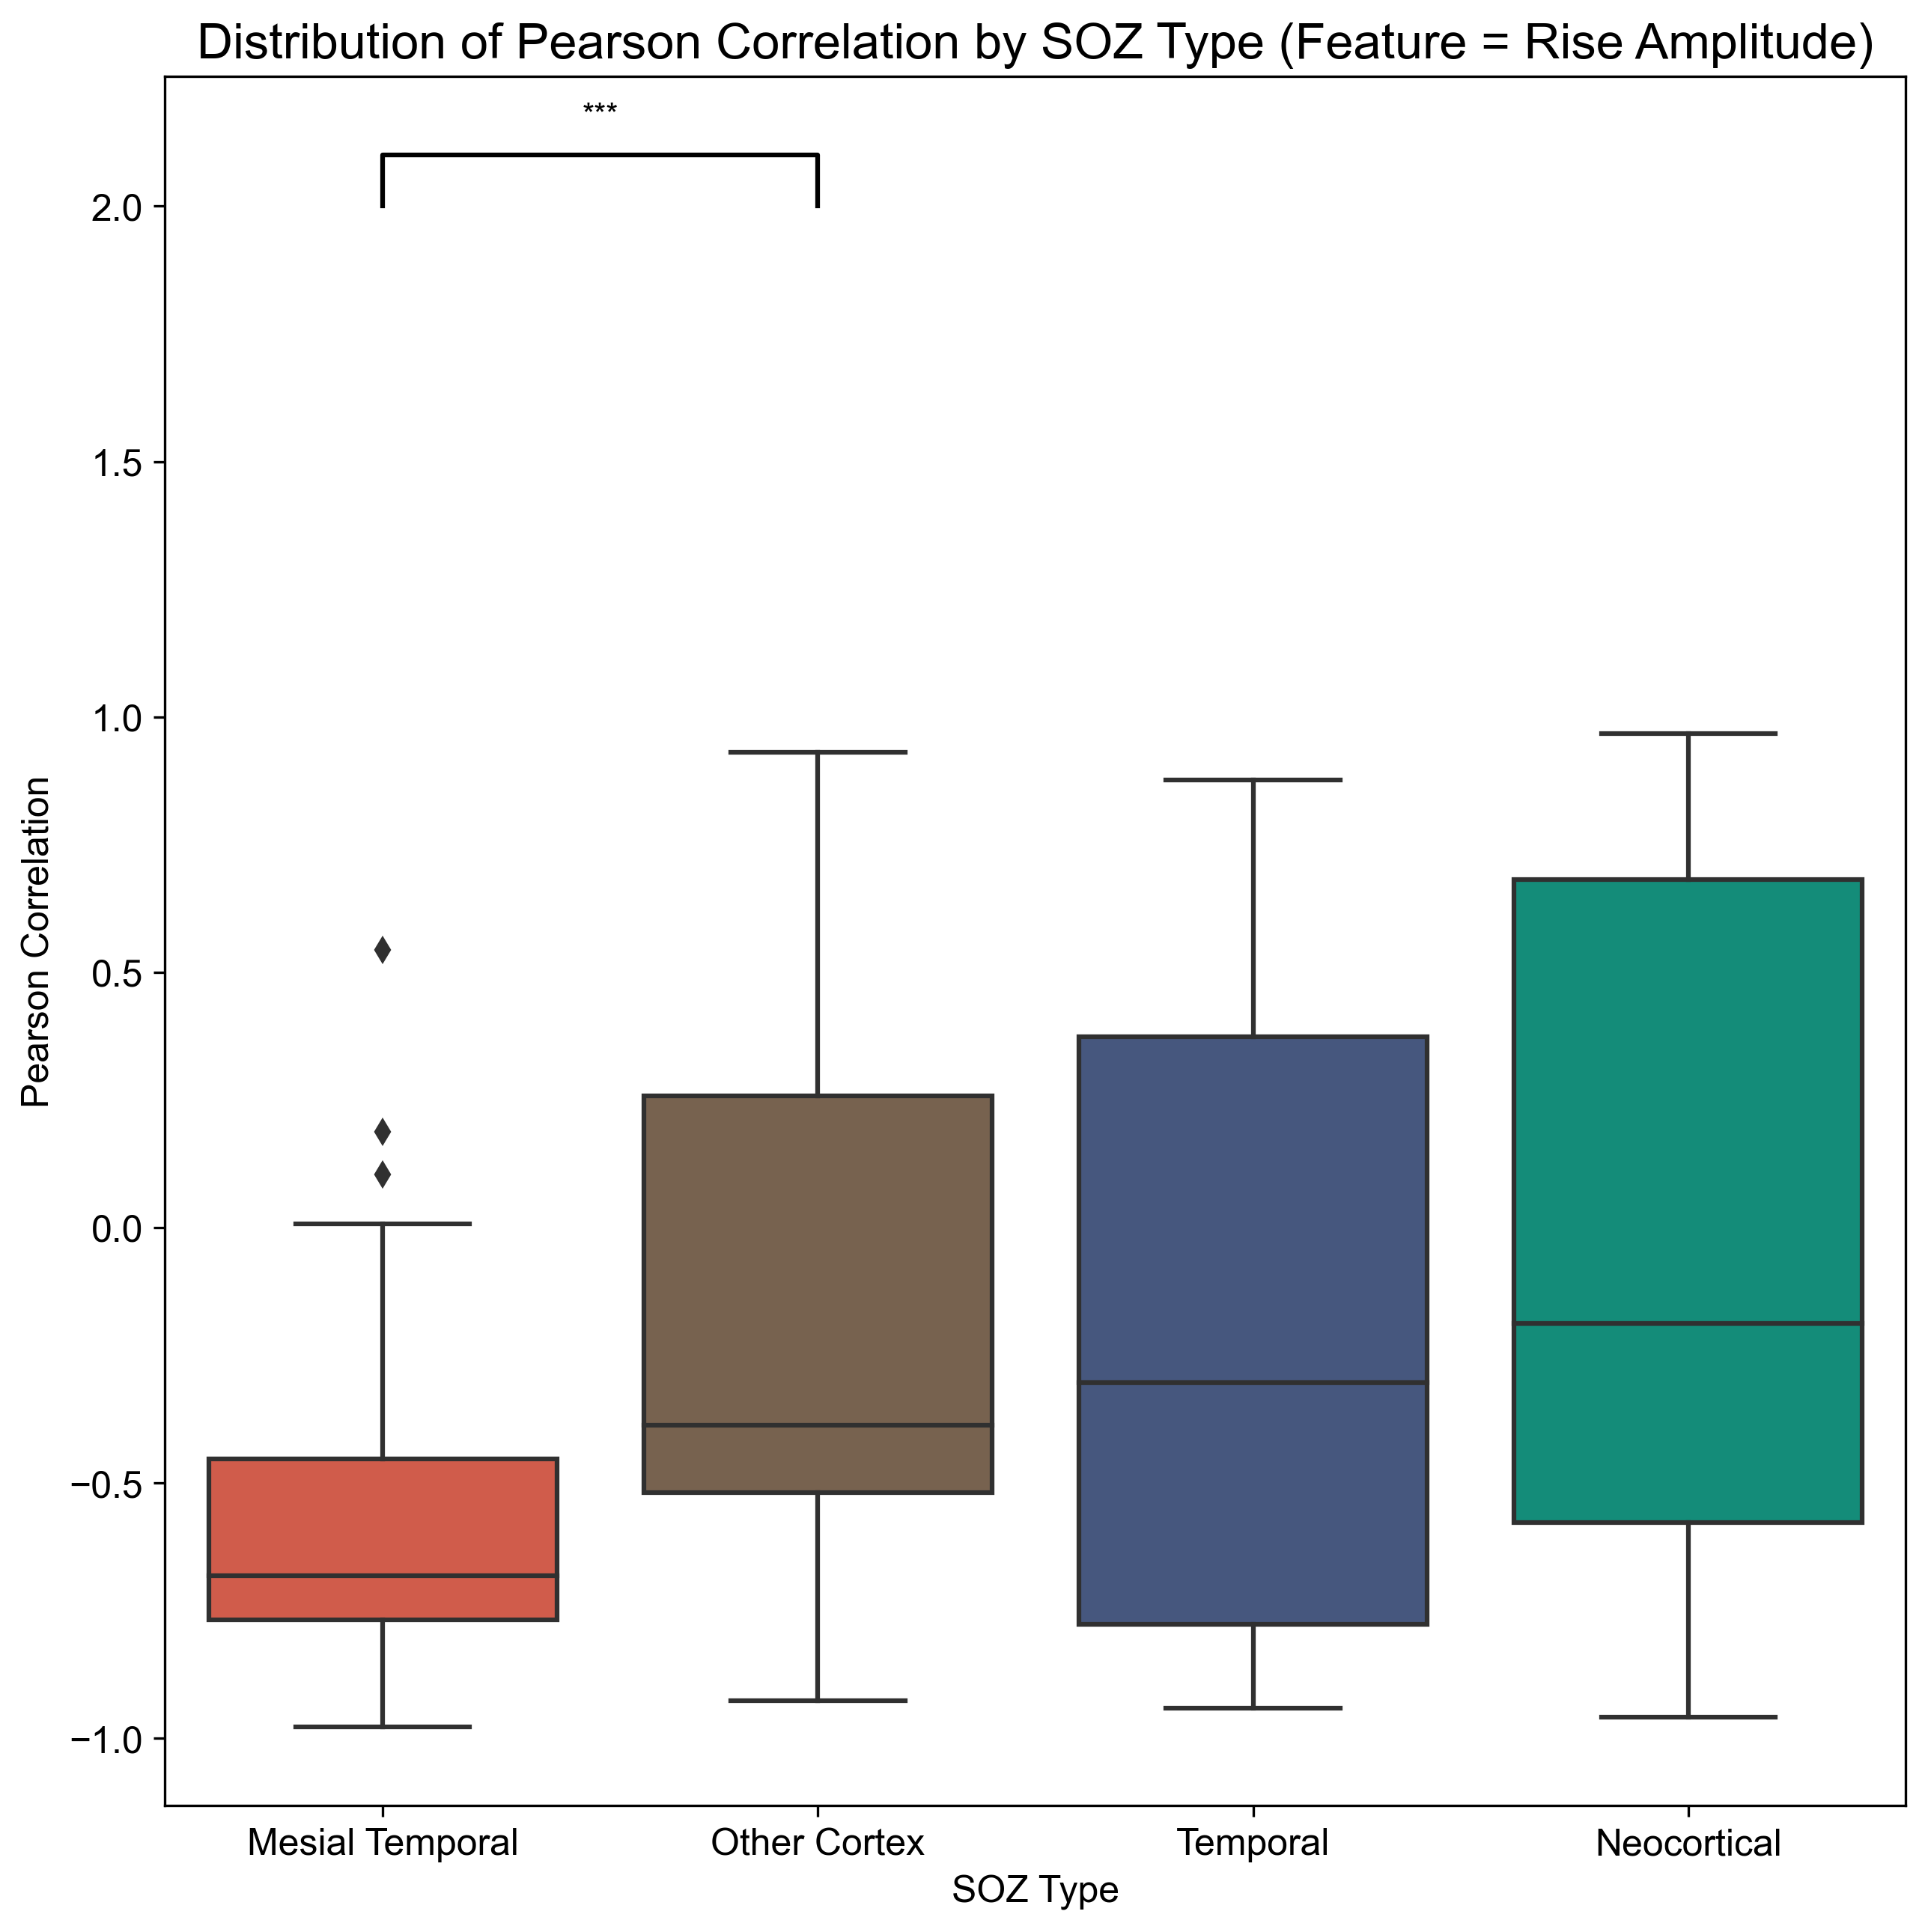 Distribution of Pearson Correlation by SOZ Type (Feature = Rise Amplitude)
***
2.0
1.5
1.0
0.5
0.0
−0.5
−1.0
Pearson Correlation
Mesial Temporal
Other Cortex
Temporal
Neocortical
SOZ Type